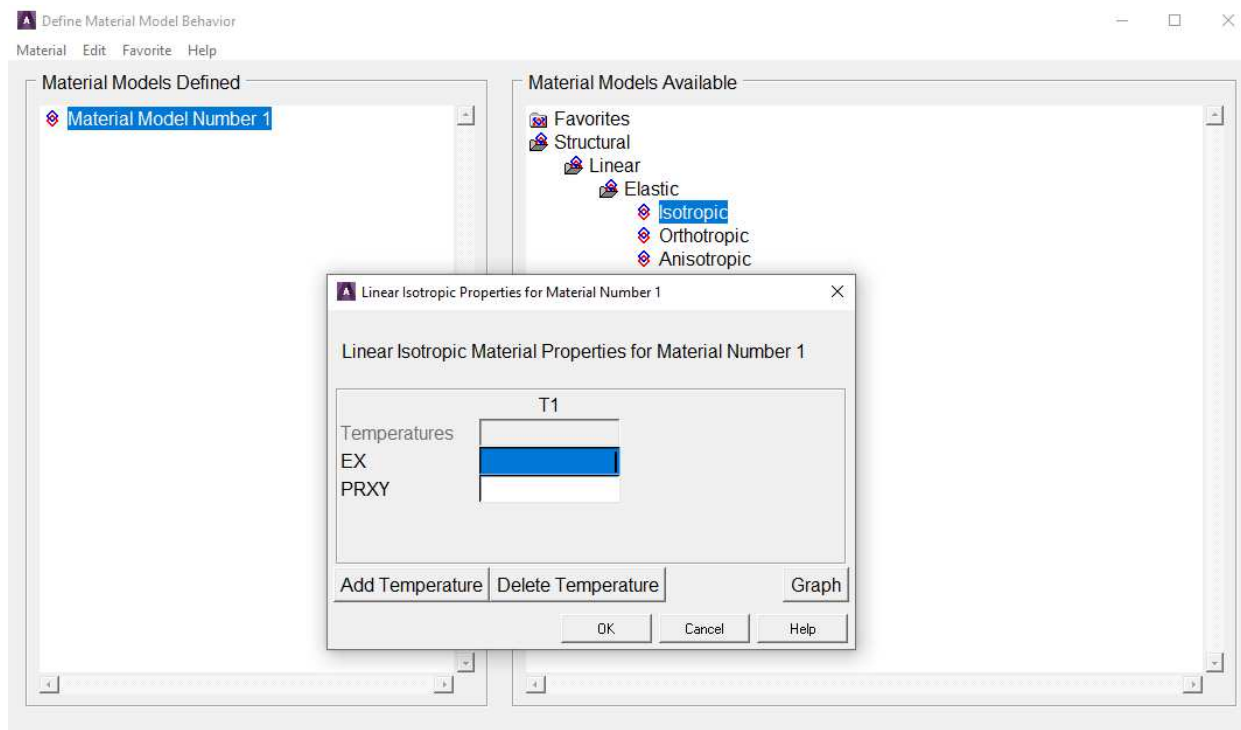 Define Material Model Behavior
Material Edit Favorite Help
Material Models Defined
Material Model Number 1
Material Models Available
Favorites
Structural
Linear
Elastic
Isotropic
Orthotropic
Anisotropic
Linear Isotropic Properties for Material Number 1
Linear Isotropic Material Properties for Material Number 1
T1
Temperatures
EX
PRXY
Add Temperature Delete Temperature Graph
OK Cancel Help